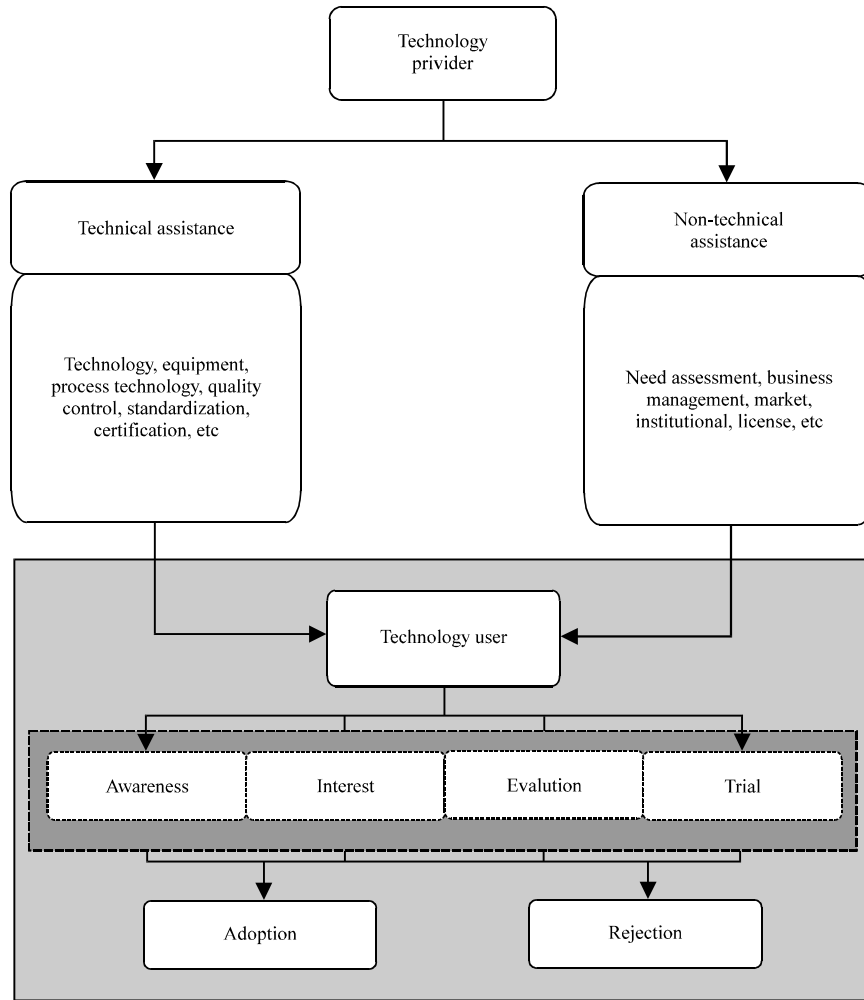 Technology
privider
Technical assistance
Non-technical
assistance
Technology, equipment,
process technology, quality
control, standardization,
certification, etc
Need assessment, business
management, market,
institutional, license, etc
Technology user
Awareness
Interest
Evalution
Trial
Adoption
Rejection